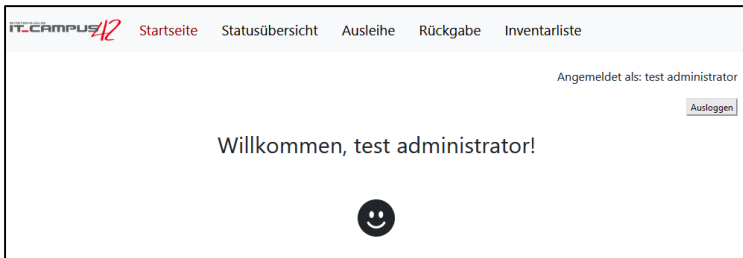 IT_CAMPUS42 Startseite Statusübersicht Ausleihe Rückgabe Inventarliste
Angemeldet als: test administrator
Ausloggen
Willkommen, test administrator!